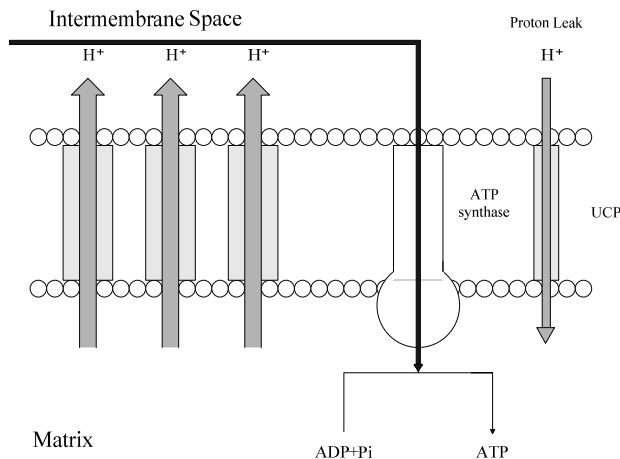 Intermembrane Space
Proton Leak
H+ H+ H+ H+
ATP
synthase
UCP
Matrix
ADP+Pi ATP